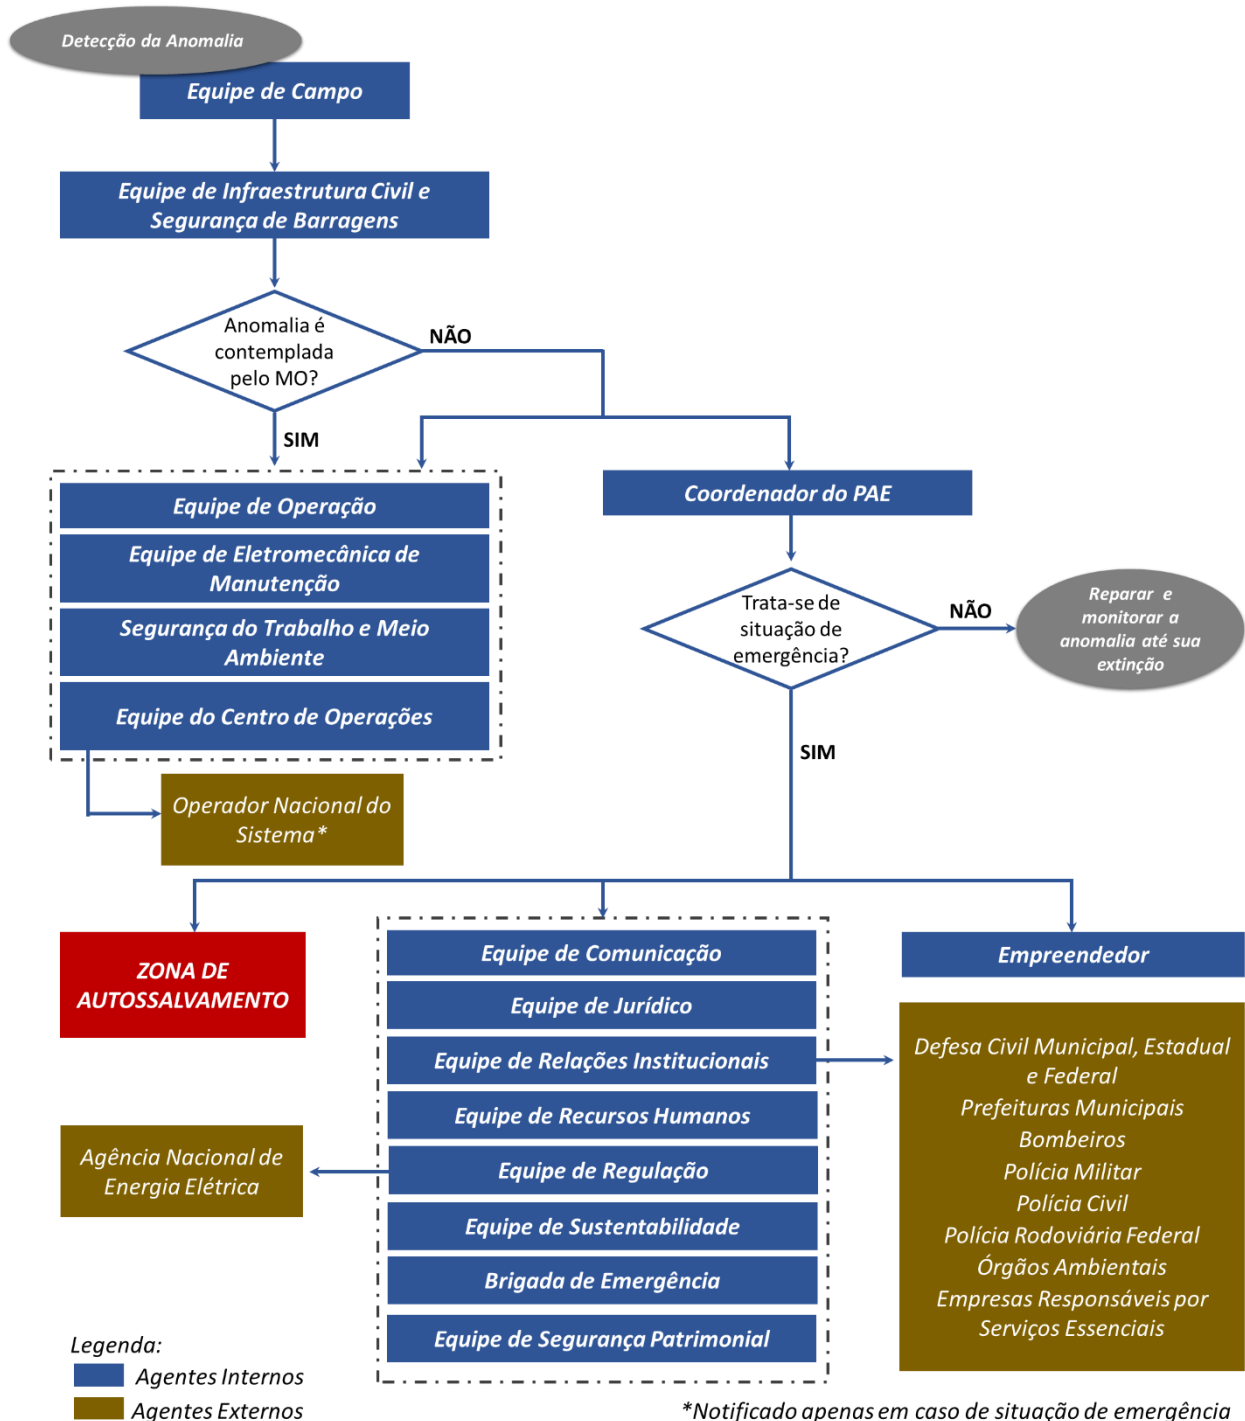 Detecção da Anomalia
Equipe de Campo
Equipe de Infraestrutura Civil e
Segurança de Barragens
Anomalia é
contemplada
pelo MO?
NÃO
SIM
Equipe de Operação
Equipe de Eletromecânica de
Manutenção
Segurança do Trabalho e Meio
Ambiente
Equipe do Centro de Operações
Operador Nacional do
Sistema*
Coordenador do PAE
Trata-se de
situação de
emergência?
NÃO
Reparar e
monitorar a
anomalia até sua
extinção
SIM
ZONA DE
AUTOSSALVAMENTO
Equipe de Comunicação
Equipe de Jurídico
Equipe de Relações Institucionais
Equipe de Recursos Humanos
Equipe de Regulação
Equipe de Sustentabilidade
Brigada de Emergência
Equipe de Segurança Patrimonial
Agência Nacional de
Energia Elétrica
Empreendedor
Defesa Civil Municipal, Estadual
e Federal
Prefeituras Municipais
Bombeiros
Polícia Militar
Polícia Civil
Polícia Rodoviária Federal
Órgãos Ambientais
Empresas Responsáveis por
Serviços Essenciais
Legenda:
Agentes Internos
Agentes Externos
*Notificado apenas em caso de situação de emergência